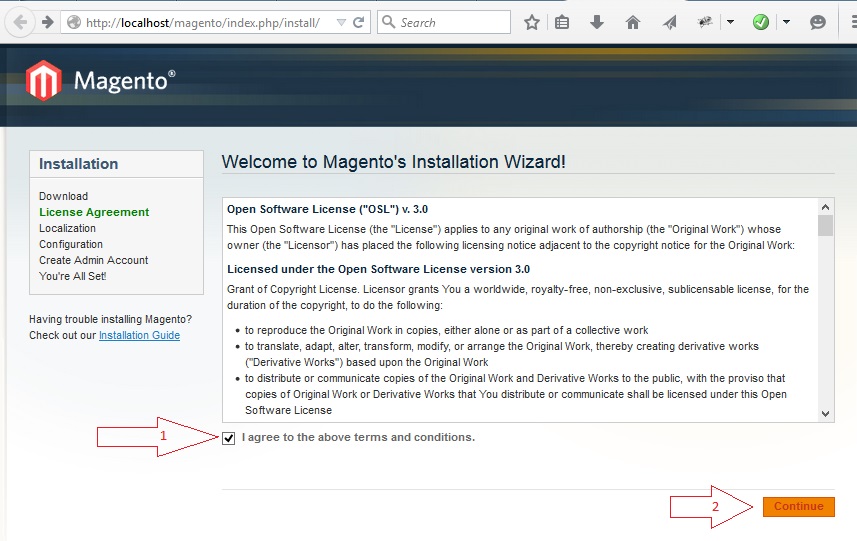 http://localhost/magento/index.php/install/
Search
Magento®
Installation
Download
License Agreement
Localization
Configuration
Create Admin Account
You're All Set!
Having trouble installing Magento?
Check out our Installation Guide
Welcome to Magento's Installation Wizard!
Open Software License ("OSL") v. 3.0
This Open Software License (the "License") applies to any original work of authorship (the "Original Work") whose
owner (the "Licensor") has placed the following licensing notice adjacent to the copyright notice for the Original Work:
Licensed under the Open Software License version 3.0
Grant of Copyright License. Licensor grants You a worldwide, royalty-free, non-exclusive, sublicensable license, for the
duration of the copyright, to do the following:
• to reproduce the Original Work in copies, either alone or as part of a collective work
• to translate, adapt, alter, transform, modify, or arrange the Original Work, thereby creating derivative works
("Derivative Works") based upon the Original Work
• to distribute or communicate copies of the Original Work and Derivative Works to the public, with the proviso that
copies of Original Work or Derivative Works that You distribute or communicate shall be licensed under this Open
Software License
1
I agree to the above terms and conditions.
2
Continue